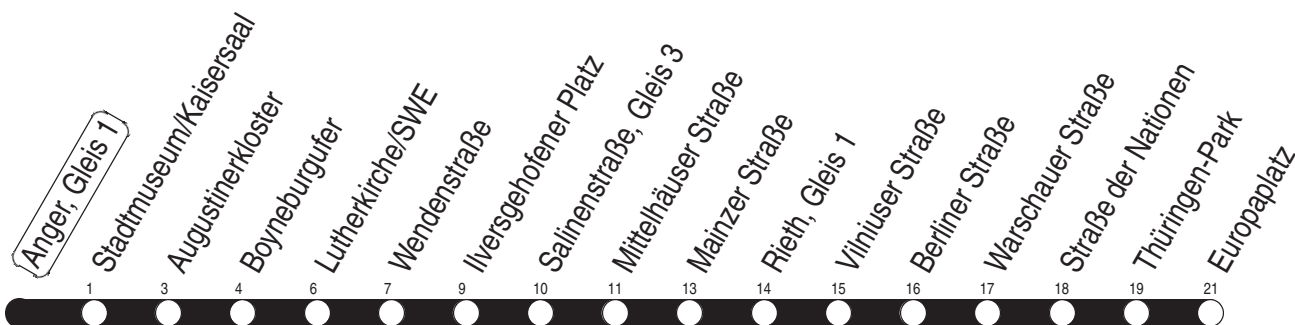 Anger, Gleis 1
Stadtmuseum/Kaisersaal
Augustinerkloster
Boyneburgufer
Lutherkirche/SWE
Wendenstraße
Ilversgehofener Platz
Salinenstraße, Gleis 3
Mittelhäuser Straße
Mainzer Straße
Rieth, Gleis 1
Vilniuser Straße
Berliner Straße
Warschauer Straße
Straße der Nationen
Thüringen-Park
Europaplatz
1 3 4 6 7 9 10 11 13 14 15 16 17 18 19 21